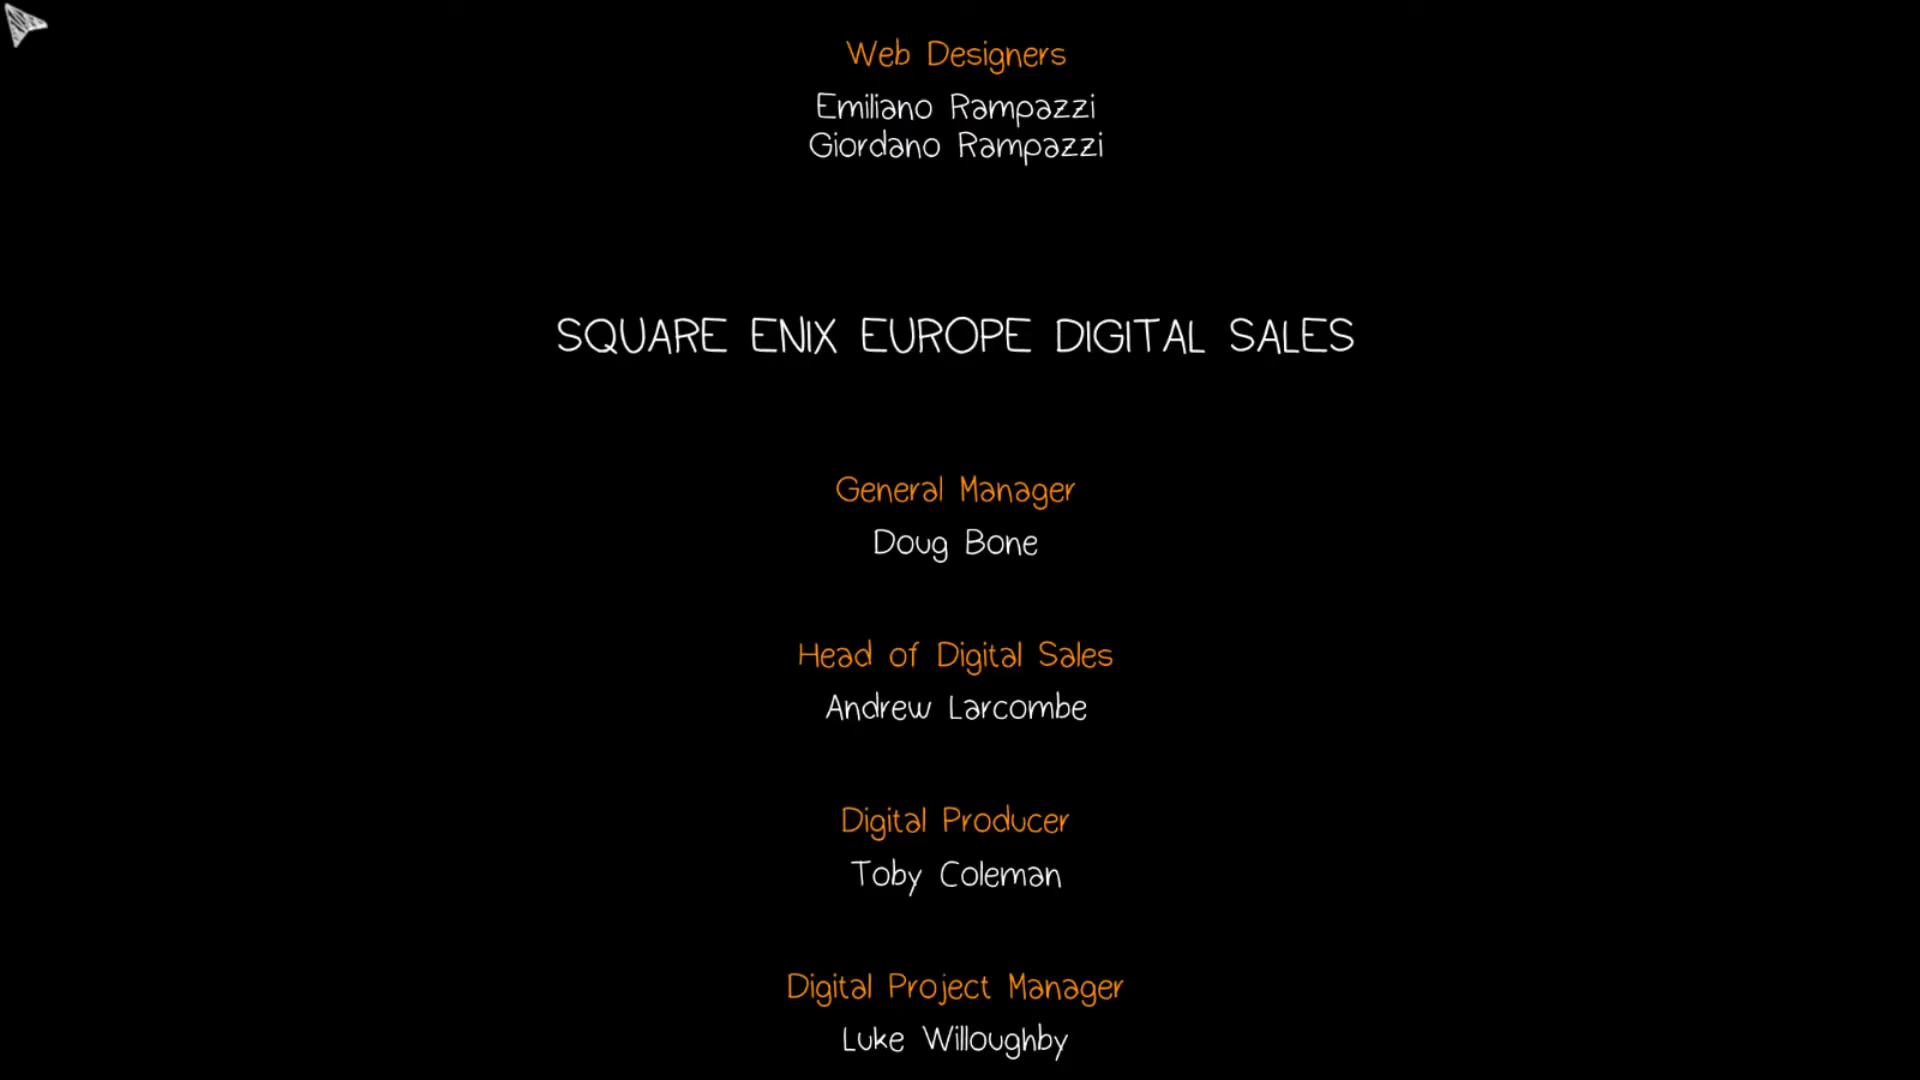 Web Designers
Emiliano Rampazzi
Giordano Rampazzi
SQUARE ENIX EUROPE DIGITAL SALES
General Manager
Doug Bone
Head of Digital Sales
Andrew Larcombe
Digital Producer
Toby Coleman
Digital Project Manager
Luke Willoughby